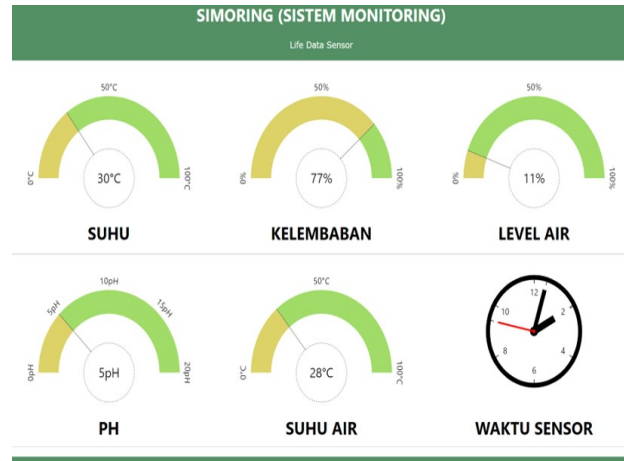 SIMORING (SISTEM MONITORING)
Life Data Sensor
50°C
0°C
100°C
30°C
SUHU
50%
0%
100%
77%
KELEMBABAN
50%
0%
100%
11%
LEVEL AIR
10pH
5pH
15pH
0pH
20pH
5pH
PH
50°C
0°C
100°C
28°C
SUHU AIR
12
10
2
8
4
6
WAKTU SENSOR